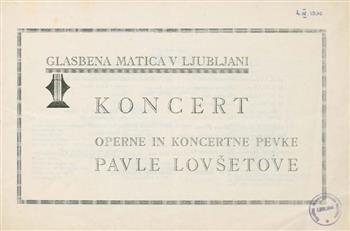 GLASBENA MATICA V LJUBLJANI
KONCERT
OPERNE IN KONCERTNE PEVKE
PAVLE LOVŠETOVE